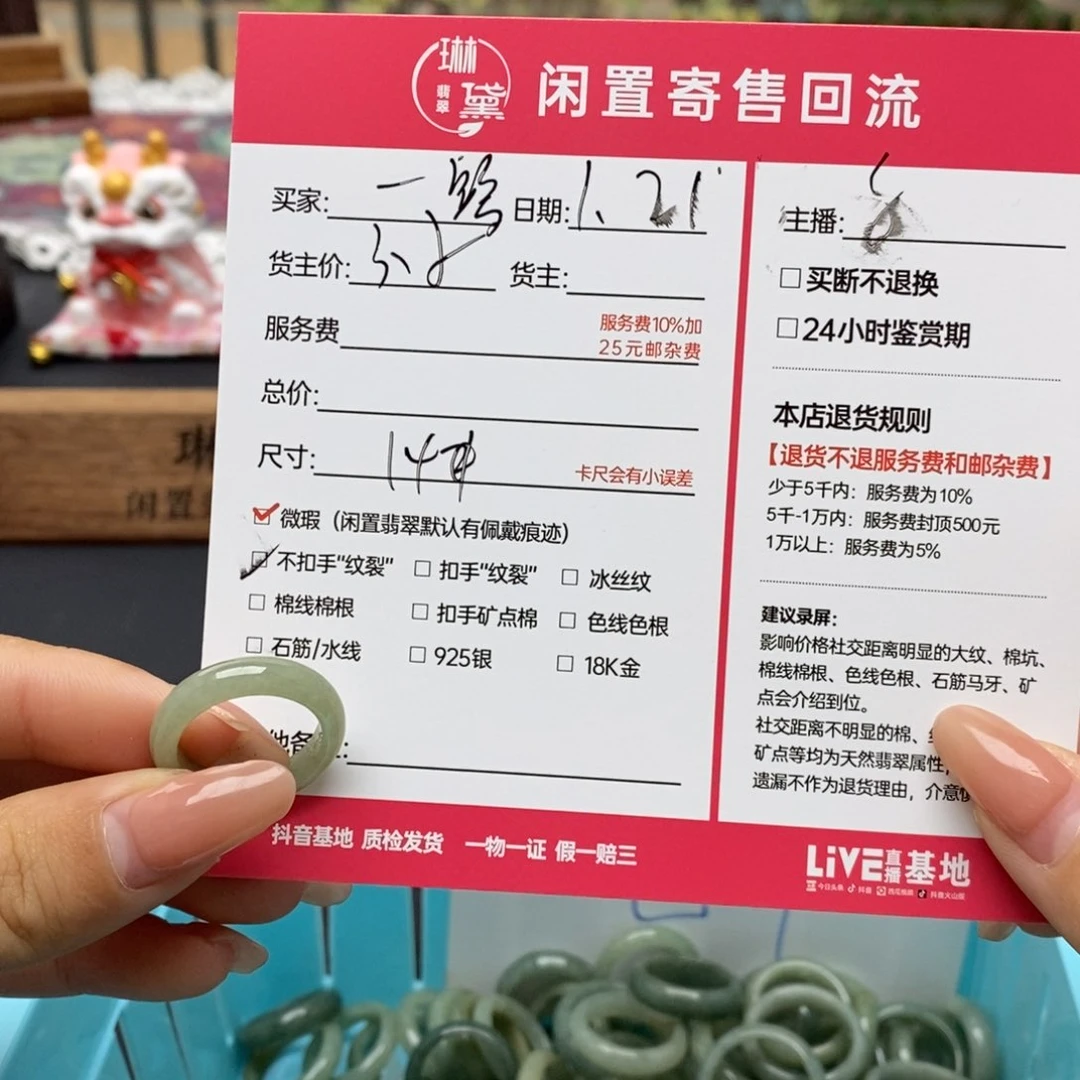 琳黛
翡翠
闲置寄售回流
买家: 一 日期: 1.21
货主价: 货主:
服务费 服务费10%加
25元邮杂费
总价:
尺寸: 14 卡尺会有小误差
微瑕（闲置翡翠默认有佩戴痕迹）
不扣手"纹裂" 扣手"纹裂" 冰丝纹
棉线棉根 扣手矿点棉 色线色根
石筋/水线 925银 18K金
他备 :
主播:
买断不退换
24小时鉴赏期
本店退货规则
【退货不退服务费和邮杂费】
少于5千内：服务费为10%
5千-1万内：服务费封顶500元
1万以上：服务费为5%
建议录屏：
影响价格社交距离明显的大纹、棉坑、
棉线棉根、色线色根、石筋马牙、矿
点会介绍到位。
社交距离不明显的棉、
矿点等均为天然翡翠属性，
遗漏不作为退货理由，介意
抖音基地 质检发货 一物一证 假一赔三
LIVE直播基地
今日头条 抖音 西瓜视频 抖音火山版
琳
闲置